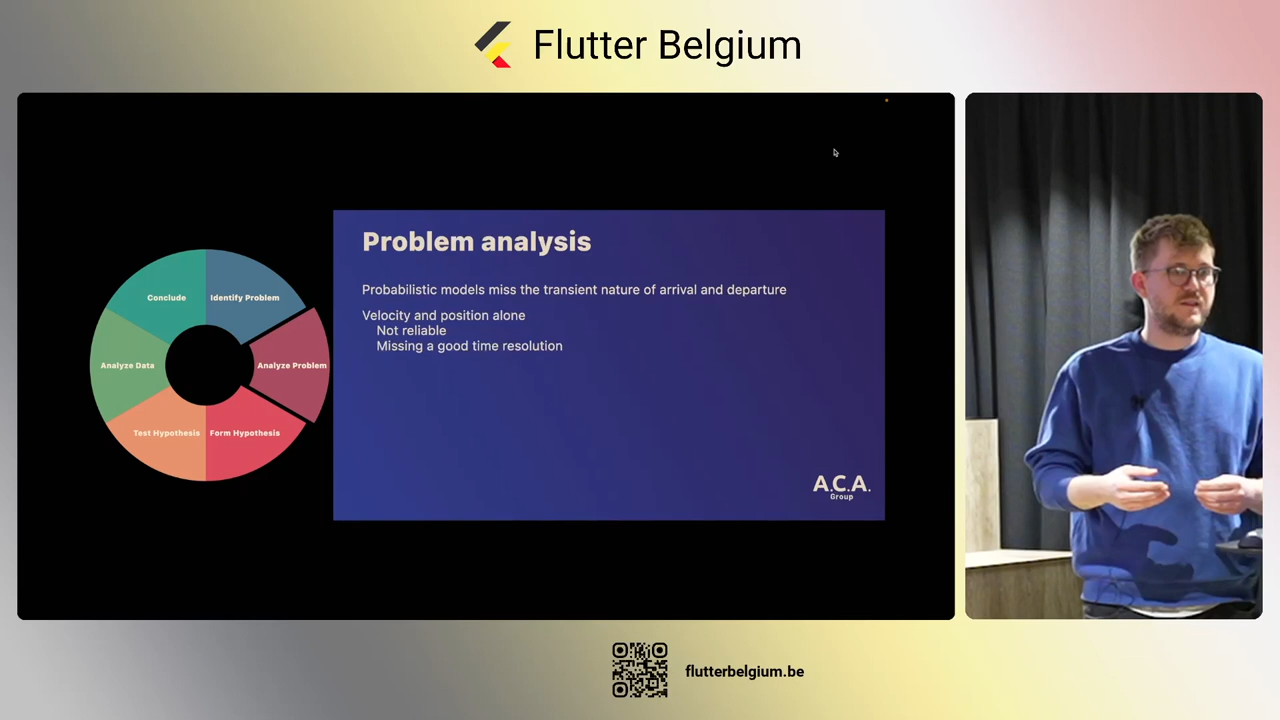 Flutter Belgium
Problem analysis
Probabilistic models miss the transient nature of arrival and departure
Velocity and position alone
Not reliable
Missing a good time resolution
Conclude
Identify Problem
Analyze Data
Analyze Problem
Test Hypothesis
Form Hypothesis
A.C.A.
Group
flutterbelgium.be